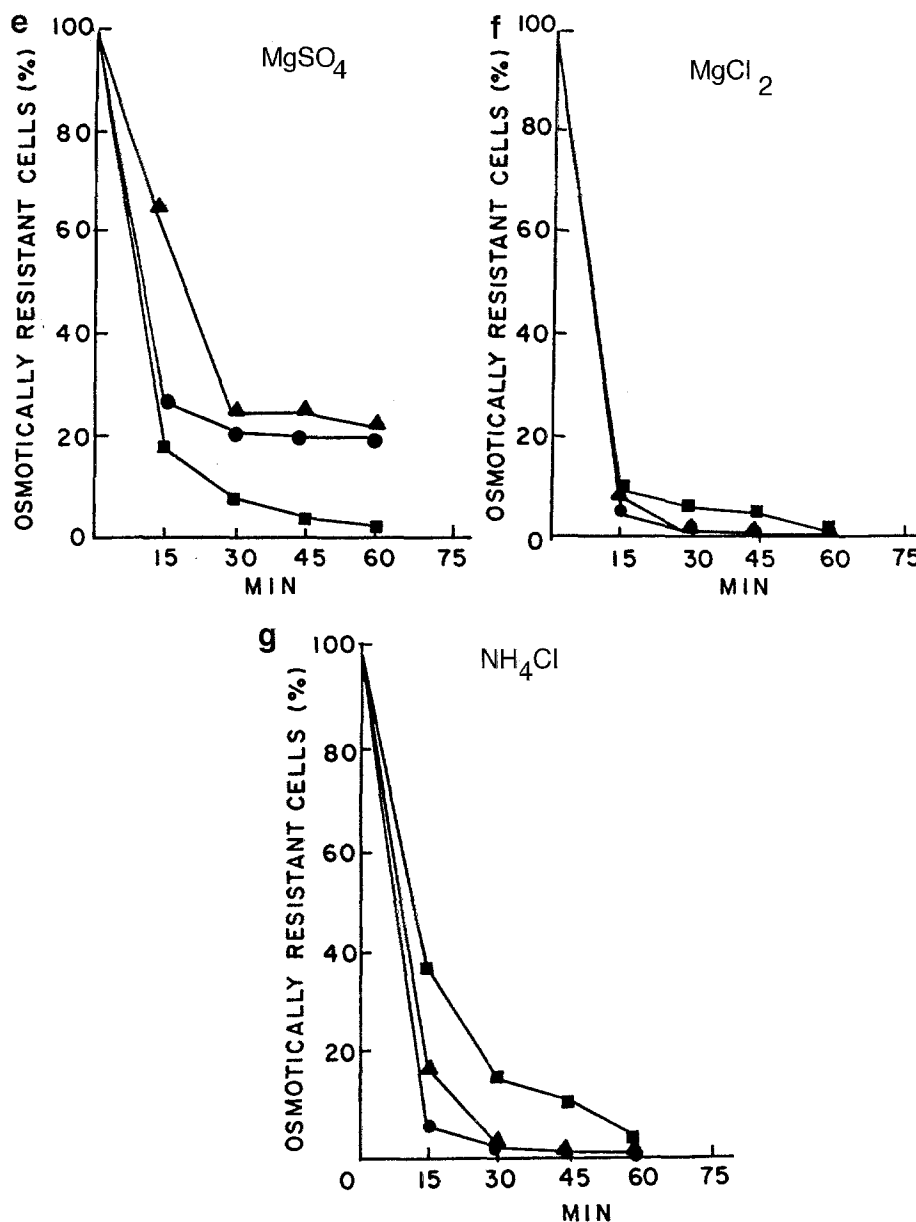 e
MgSO4
OSMOTICALLY RESISTANT CELLS (%)
100
80
60
40
20
0
15 30 45 60 75
MIN
f
MgCl2
OSMOTICALLY RESISTANT CELLS (%)
100
80
60
40
20
0
15 30 45 60 75
MIN
g
NH4Cl
OSMOTICALLY RESISTANT CELLS (%)
100
80
60
40
20
0 15 30 45 60 75
MIN